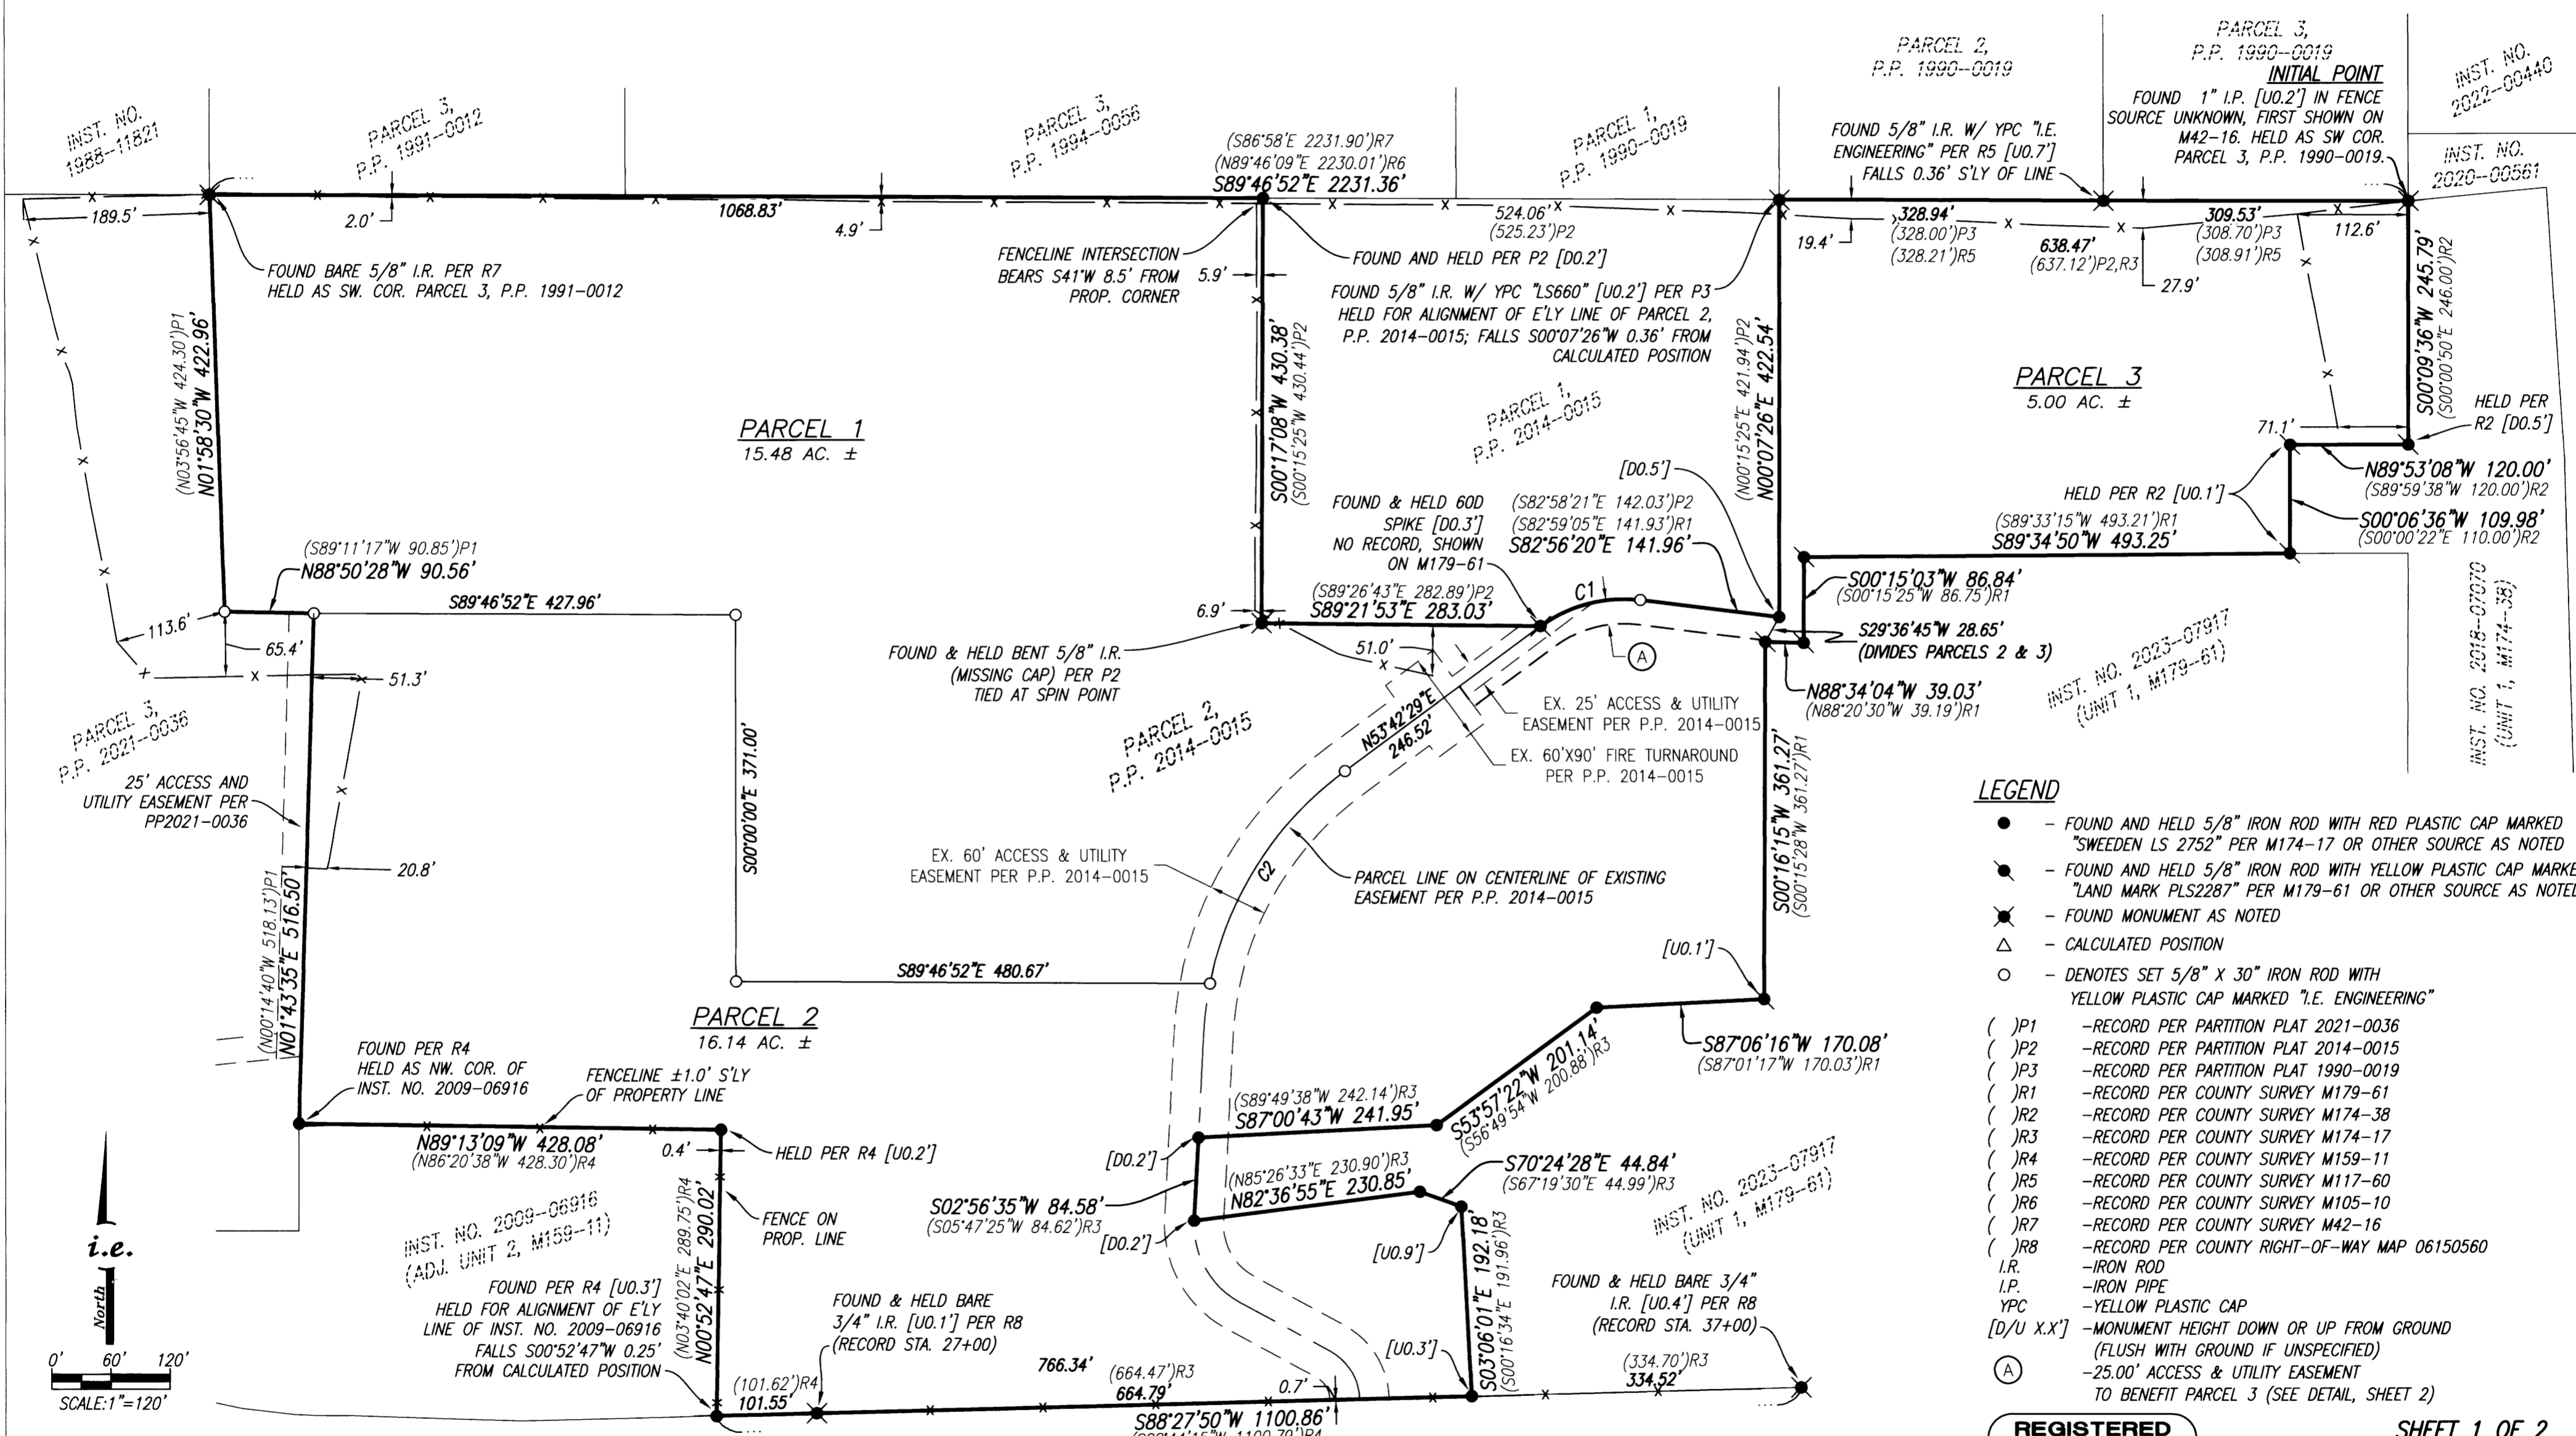 INST. NO.
1988-11821
PARCEL 3,
P.P. 1991-0012
PARCEL 3,
P.P. 1994-0056
PARCEL 1,
P.P. 1990-0019
PARCEL 2,
P.P. 1990--0019
PARCEL 3,
P.P. 1990--0019
INST. NO.
2022-00440
INST. NO.
2020-00561
INITIAL POINT
FOUND 1" I.P. [U0.2'] IN FENCE
SOURCE UNKNOWN, FIRST SHOWN ON
M42-16. HELD AS SW COR.
PARCEL 3, P.P. 1990-0019.
FOUND 5/8" I.R. W/ YPC "I.E.
ENGINEERING" PER R5 [U0.7']
FALLS 0.36' S'LY OF LINE
(S86°58'E 2231.90')R7
(N89°46'09"E 2230.01')R6
S89°46'52"E 2231.36'
189.5'
2.0'
1068.83'
4.9'
524.06'
(525.23')P2
19.4'
328.94'
(328.00')P3
(328.21')R5
638.47'
(637.12')P2,R3
309.53'
(308.70')P3
(308.91')R5
27.9'
112.6'
FOUND BARE 5/8" I.R. PER R7
HELD AS SW. COR. PARCEL 3, P.P. 1991-0012
FENCELINE INTERSECTION
BEARS S41°W 8.5' FROM
PROP. CORNER
5.9'
FOUND AND HELD PER P2 [D0.2']
FOUND 5/8" I.R. W/ YPC "LS660" [U0.2'] PER P3
HELD FOR ALIGNMENT OF E'LY LINE OF PARCEL 2,
P.P. 2014-0015; FALLS S00°07'26"W 0.36' FROM
CALCULATED POSITION
(N03°56'45"W 424.30')P1
N01°58'30"W 422.96'
S00°17'08"W 430.38'
(S00°15'25"W 430.44')P2
(N00°15'25"E 421.94')P2
N00°07'26"E 422.54'
S00°09'36"W 245.79'
(S00°00'50"E 246.00')R2
PARCEL 1
15.48 AC. ±
PARCEL 3
5.00 AC. ±
PARCEL 1,
P.P. 2014-0015
HELD PER
R2 [D0.5']
71.1'
N89°53'08"W 120.00'
(S89°59'38"W 120.00')R2
HELD PER R2 [U0.1']
S00°06'36"W 109.98'
(S00°00'22"E 110.00')R2
(S89°33'15"W 493.21')R1
S89°34'50"W 493.25'
[D0.5']
FOUND & HELD 60D
SPIKE [D0.3']
NO RECORD, SHOWN
ON M179-61
(S82°58'21"E 142.03')P2
(S82°59'05"E 141.93')R1
S82°56'20"E 141.96'
(S89°26'43"E 282.89')P2
S89°21'53"E 283.03'
C1
6.9'
51.0'
A
S00°15'03"W 86.84'
(S00°15'25"W 86.75')R1
S29°36'45"W 28.65'
(DIVIDES PARCELS 2 & 3)
N88°34'04"W 39.03'
(N88°20'30"W 39.19')R1
INST. NO. 2023-07917
(UNIT 1, M179-61)
INST. NO. 2018-07070
(UNIT 1, M174-38)
(S89°11'17"W 90.85')P1
N88°50'28"W 90.56'
S89°46'52"E 427.96'
113.6'
65.4'
51.3'
PARCEL 3,
P.P. 2021-0036
25' ACCESS AND
UTILITY EASEMENT PER
PP2021-0036
20.8'
S00°00'00"E 371.00'
FOUND & HELD BENT 5/8" I.R.
(MISSING CAP) PER P2
TIED AT SPIN POINT
PARCEL 2,
P.P. 2014-0015
N53°42'29"E
246.52'
EX. 25' ACCESS & UTILITY
EASEMENT PER P.P. 2014-0015
EX. 60'X90' FIRE TURNAROUND
PER P.P. 2014-0015
EX. 60' ACCESS & UTILITY
EASEMENT PER P.P. 2014-0015
C2
PARCEL LINE ON CENTERLINE OF EXISTING
EASEMENT PER P.P. 2014-0015
S00°16'15"W 361.27'
(S00°15'28"W 361.27')R1
[U0.1']
(N00°14'40"W 518.13')P1
N01°43'35"E 516.50'
S89°46'52"E 480.67'
PARCEL 2
16.14 AC. ±
FOUND PER R4
HELD AS NW. COR. OF
INST. NO. 2009-06916
FENCELINE ±1.0' S'LY
OF PROPERTY LINE
N89°13'09"W 428.08'
(N86°20'38"W 428.30')R4
0.4'
HELD PER R4 [U0.2']
S87°06'16"W 170.08'
(S87°01'17"W 170.03')R1
S53°57'22"W 201.14'
(S56°49'54"W 200.88')R3
(S89°49'38"W 242.14')R3
S87°00'43"W 241.95'
[D0.2']
(N85°26'33"E 230.90')R3
N82°36'55"E 230.85'
S70°24'28"E 44.84'
(S67°19'30"E 44.99')R3
S02°56'35"W 84.58'
(S05°47'25"W 84.62')R3
[D0.2']
[U0.9']
INST. NO. 2023-07917
(UNIT 1, M179-61)
INST. NO. 2009-06916
(ADJ. UNIT 2, M159-11)
(N03°40'02"E 289.75')R4
N00°52'47"E 290.02'
FENCE ON
PROP. LINE
FOUND PER R4 [U0.3']
HELD FOR ALIGNMENT OF E'LY
LINE OF INST. NO. 2009-06916
FALLS S00°52'47"W 0.25'
FROM CALCULATED POSITION
FOUND & HELD BARE
3/4" I.R. [U0.1'] PER R8
(RECORD STA. 27+00)
S03°06'01"E 192.18'
(S00°16'34"E 191.96')R3
FOUND & HELD BARE 3/4"
I.R. [U0.4'] PER R8
(RECORD STA. 37+00)
[U0.3']
(101.62')R4
101.55'
766.34'
(664.47')R3
664.79'
0.7'
(334.70')R3
334.52'
S88°27'50"W 1100.86'
i.e.
North
0' 60' 120'
SCALE:1"=120'
LEGEND
– FOUND AND HELD 5/8" IRON ROD WITH RED PLASTIC CAP MARKED
"SWEEDEN LS 2752" PER M174-17 OR OTHER SOURCE AS NOTED
– FOUND AND HELD 5/8" IRON ROD WITH YELLOW PLASTIC CAP MARKE
"LAND MARK PLS2287" PER M179-61 OR OTHER SOURCE AS NOTED
– FOUND MONUMENT AS NOTED
– CALCULATED POSITION
– DENOTES SET 5/8" X 30" IRON ROD WITH
YELLOW PLASTIC CAP MARKED "I.E. ENGINEERING"
( )P1 -RECORD PER PARTITION PLAT 2021-0036
( )P2 -RECORD PER PARTITION PLAT 2014-0015
( )P3 -RECORD PER PARTITION PLAT 1990-0019
( )R1 -RECORD PER COUNTY SURVEY M179-61
( )R2 -RECORD PER COUNTY SURVEY M174-38
( )R3 -RECORD PER COUNTY SURVEY M174-17
( )R4 -RECORD PER COUNTY SURVEY M159-11
( )R5 -RECORD PER COUNTY SURVEY M117-60
( )R6 -RECORD PER COUNTY SURVEY M105-10
( )R7 -RECORD PER COUNTY SURVEY M42-16
( )R8 -RECORD PER COUNTY RIGHT-OF-WAY MAP 06150560
I.R. -IRON ROD
I.P. -IRON PIPE
YPC -YELLOW PLASTIC CAP
[D/U X.X'] -MONUMENT HEIGHT DOWN OR UP FROM GROUND
(FLUSH WITH GROUND IF UNSPECIFIED)
A -25.00' ACCESS & UTILITY EASEMENT
TO BENEFIT PARCEL 3 (SEE DETAIL, SHEET 2)
REGISTERED
SHEET 1 OF 2